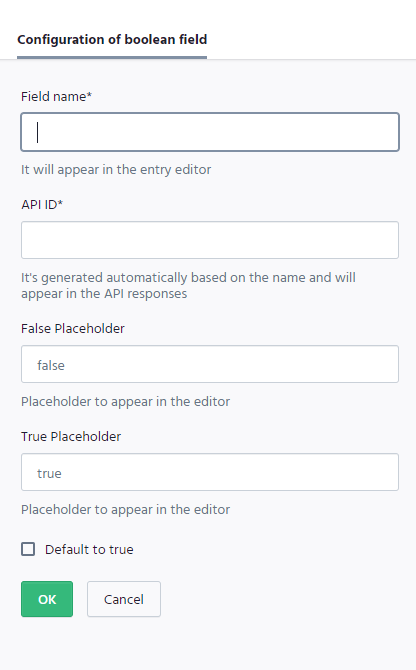 Configuration of boolean field
Field name*
It will appear in the entry editor
API ID*
It's generated automatically based on the name and will
appear in the API responses
False Placeholder
false
Placeholder to appear in the editor
True Placeholder
true
Placeholder to appear in the editor
Default to true
OK
Cancel